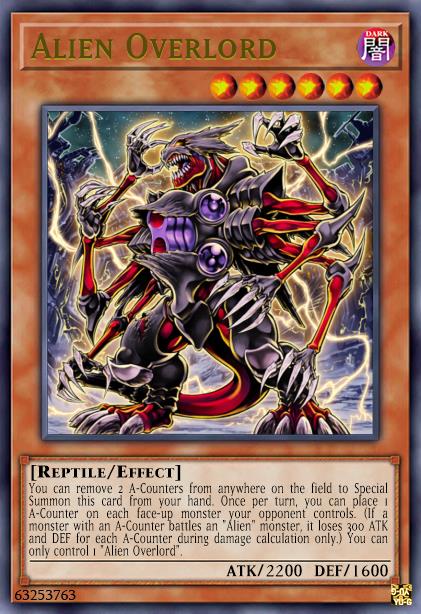 Alien Overlord
DARK
闇
[Reptile/Effect]
You can remove 2 A-Counters from anywhere on the field to Special
Summon this card from your hand. Once per turn, you can place 1
A-Counter on each face-up monster your opponent controls. (If a
monster with an A-Counter battles an "Alien" monster, it loses 300 ATK
and DEF for each A-Counter during damage calculation only.) You can
only control 1 "Alien Overlord".
ATK/2200 DEF/1600
63253763